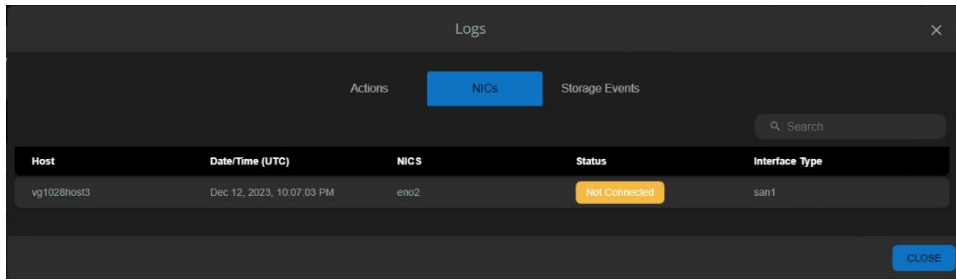 Logs
Actions NICs Storage Events
Search
Host Date/Time (UTC) NICS Status Interface Type
vg1028host3 Dec 12, 2023, 10:07:03 PM eno2 Not Connected san1
CLOSE